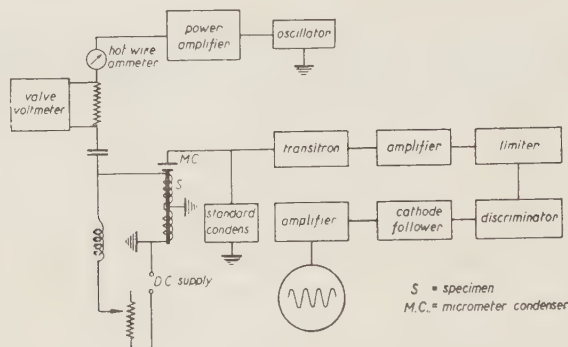 power
amplifier
oscillator
hot wire
ammeter
valve
voltmeter
M.C
S
transitron
amplifier
limiter
standard
condens
amplifier
cathode
follower
discriminator
D.C supply
S = specimen
M.C. = micrometer condenser